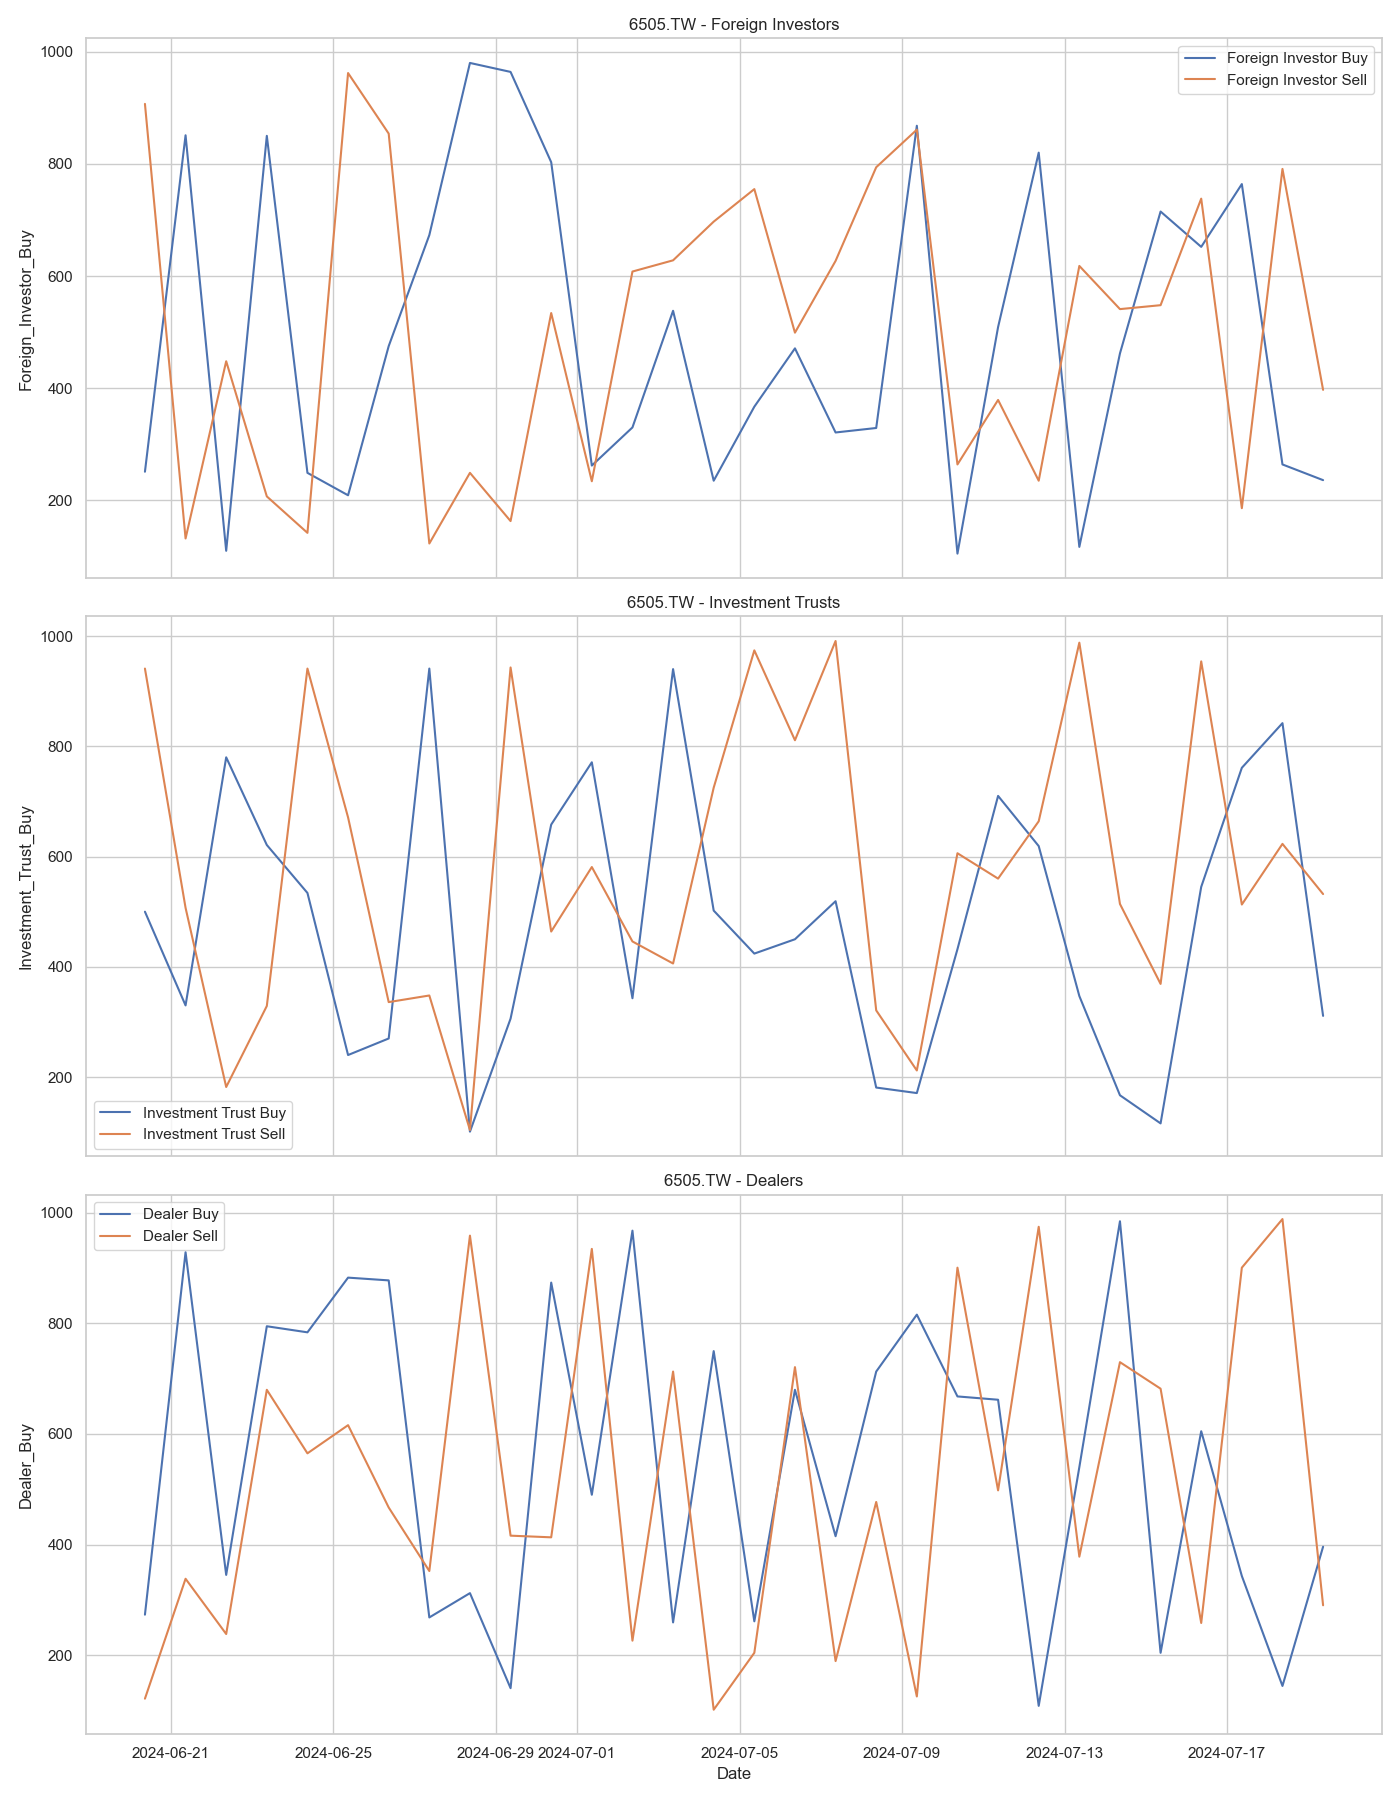 6505.TW - Foreign Investors
Foreign Investor Buy
Foreign Investor Sell
Foreign_Investor_Buy
1000
800
600
400
200
6505.TW - Investment Trusts
Investment_Trust_Buy
1000
800
600
400
200
Investment Trust Buy
Investment Trust Sell
6505.TW - Dealers
Dealer Buy
Dealer Sell
Dealer_Buy
1000
800
600
400
200
2024-06-21 2024-06-25 2024-06-29 2024-07-01 2024-07-05 2024-07-09 2024-07-13 2024-07-17
Date